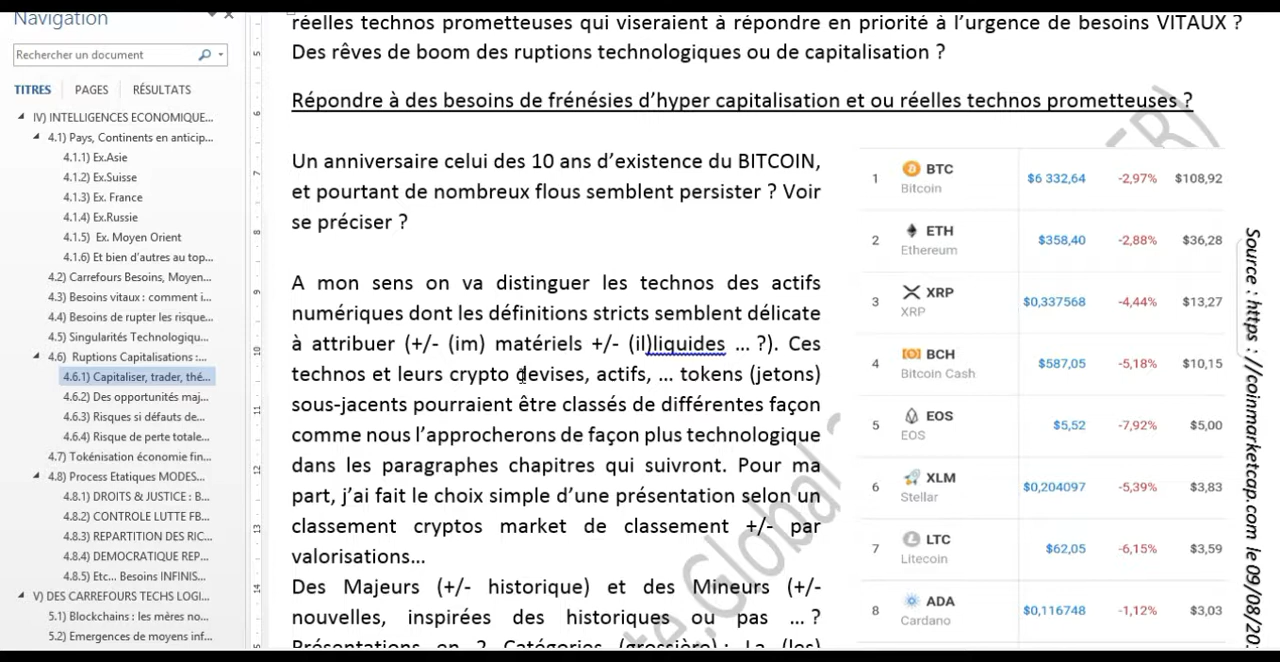 Navigation
Rechercher un document
TITRES PAGES RÉSULTATS
IV) INTELLIGENCES ECONOMIQUE...
4.1) Pays, Continents en anticip...
4.1.1) Ex.Asie
4.1.2) Ex.Suisse
4.1.3) Ex. France
4.1.4) Ex.Russie
4.1.5) Ex. Moyen Orient
4.1.6) Et bien d'autres au top...
4.2) Carrefours Besoins, Moyen...
4.3) Besoins vitaux : comment i...
4.4) Besoins de rupter les risque...
4.5) Singularités Technologiqu...
4.6) Ruptions Capitalisations :...
4.6.1) Capitaliser, trader, thé...
4.6.2) Des opportunités maj...
4.6.3) Risques si défauts de...
4.6.4) Risque de perte totale...
4.7) Tokénisation économie fin...
4.8) Process Etatiques MODES...
4.8.1) DROITS & JUSTICE : B...
4.8.2) CONTROLE LUTTE FB...
4.8.3) REPARTITION DES RIC...
4.8.4) DEMOCRATIQUE REP...
4.8.5) Etc... Besoins INFINIS...
V) DES CARREFOURS TECHS LOGI...
5.1) Blockchains : les mères no...
5.2) Emergences de moyens inf...
réelles technos prometteuses qui viseraient à répondre en priorité à l'urgence de besoins VITAUX ?
Des rêves de boom des ruptions technologiques ou de capitalisation ?
Répondre à des besoins de frénésies d'hyper capitalisation et ou réelles technos prometteuses ?
Un anniversaire celui des 10 ans d'existence du BITCOIN,
et pourtant de nombreux flous semblent persister ? Voir
se préciser ?
A mon sens on va distinguer les technos des actifs
numériques dont les définitions stricts semblent délicate
à attribuer (+/- (im) matériels +/- (il)liquides ... ?). Ces
technos et leurs crypto devises, actifs, ... tokens (jetons)
sous-jacents pourraient être classés de différentes façon
comme nous l'approcherons de façon plus technologique
dans les paragraphes chapitres qui suivront. Pour ma
part, j'ai fait le choix simple d'une présentation selon un
classement cryptos market de classement +/- par
valorisations...
Des Majeurs (+/- historique) et des Mineurs (+/-
nouvelles, inspirées des historiques ou pas ... ?
Présentations en 2 Catégories (grossière) : La (les)
1 BTC Bitcoin $6 332,64 -2,97% $108,92
2 ETH Ethereum $358,40 -2,88% $36,28
3 XRP XRP $0,337568 -4,44% $13,27
4 BCH Bitcoin Cash $587,05 -5,18% $10,15
5 EOS EOS $5,52 -7,92% $5,00
6 XLM Stellar $0,204097 -5,39% $3,83
7 LTC Litecoin $62,05 -6,15% $3,59
8 ADA Cardano $0,116748 -1,12% $3,03
Source : https : //coinmarketcap.com le 09/08/20
Global